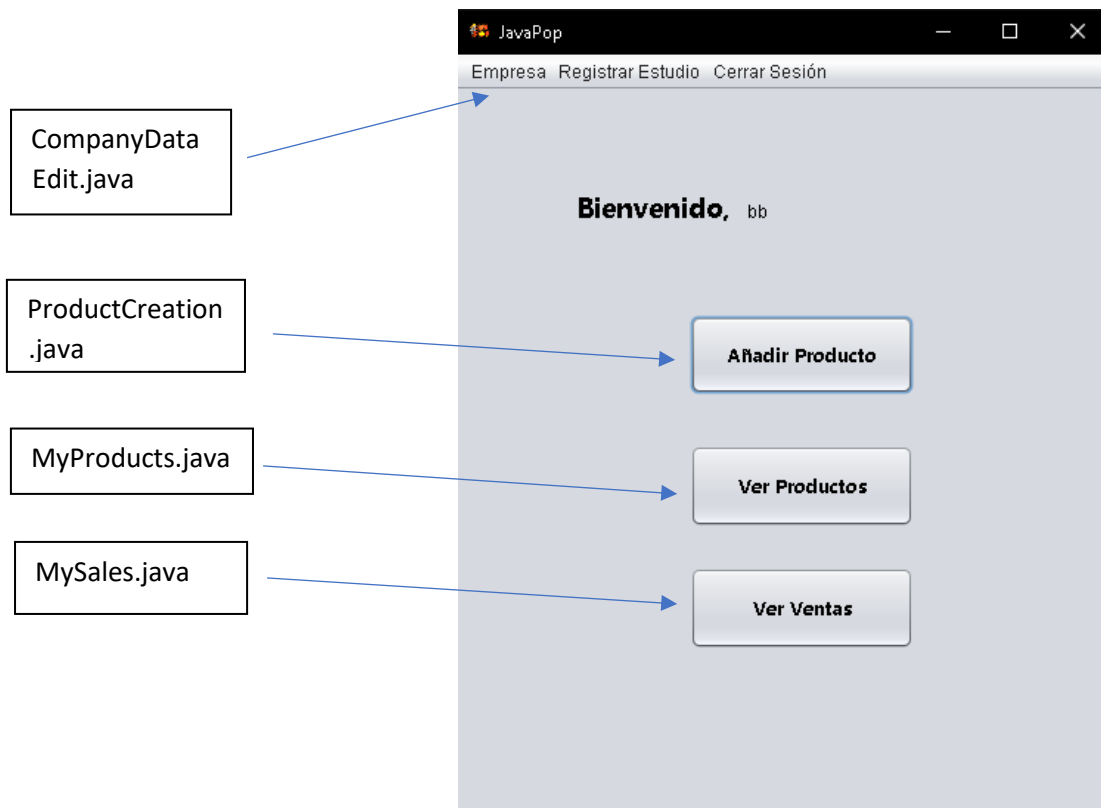 JavaPop
Empresa Registrar Estudio Cerrar Sesión
CompanyData
Edit.java
Bienvenido, bb
ProductCreation
.java
Añadir Producto
MyProducts.java
Ver Productos
MySales.java
Ver Ventas